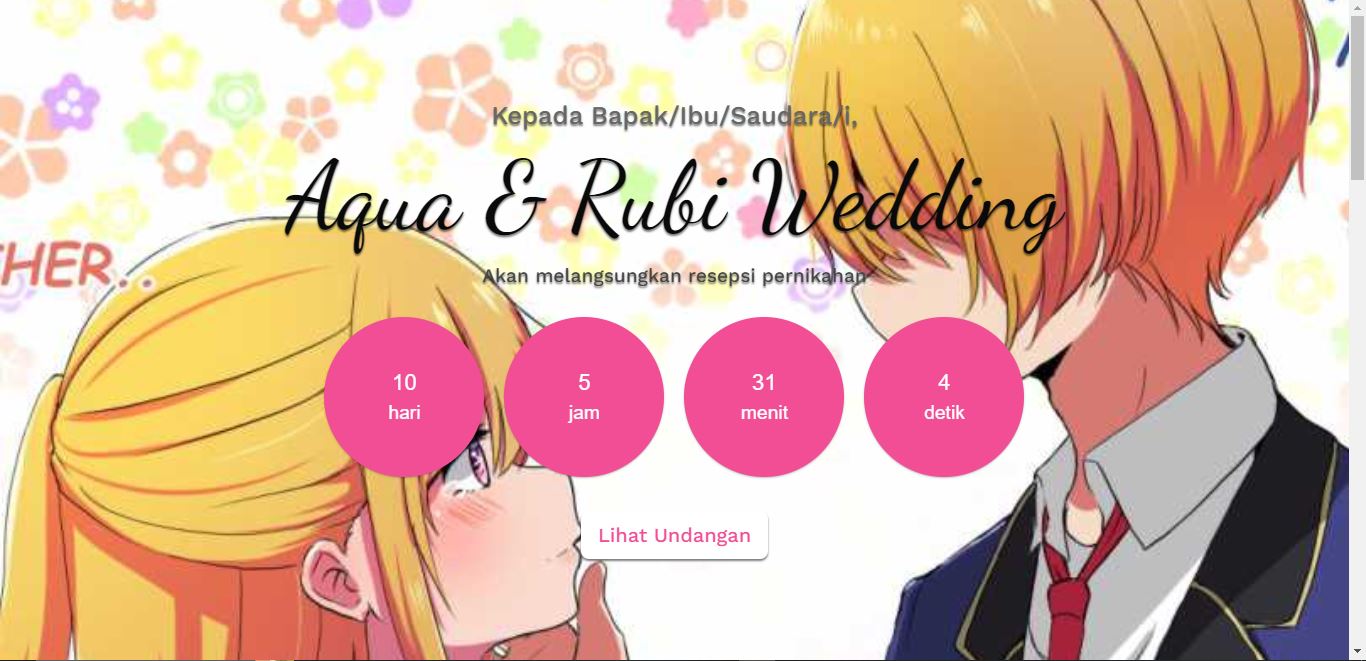 Kepada Bapak/Ibu/Saudara/i,
Aqua & Rubi Wedding
HER..
Akan melangsungkan resepsi pernikahan
10 5 31 4
hari jam menit detik
Lihat Undangan